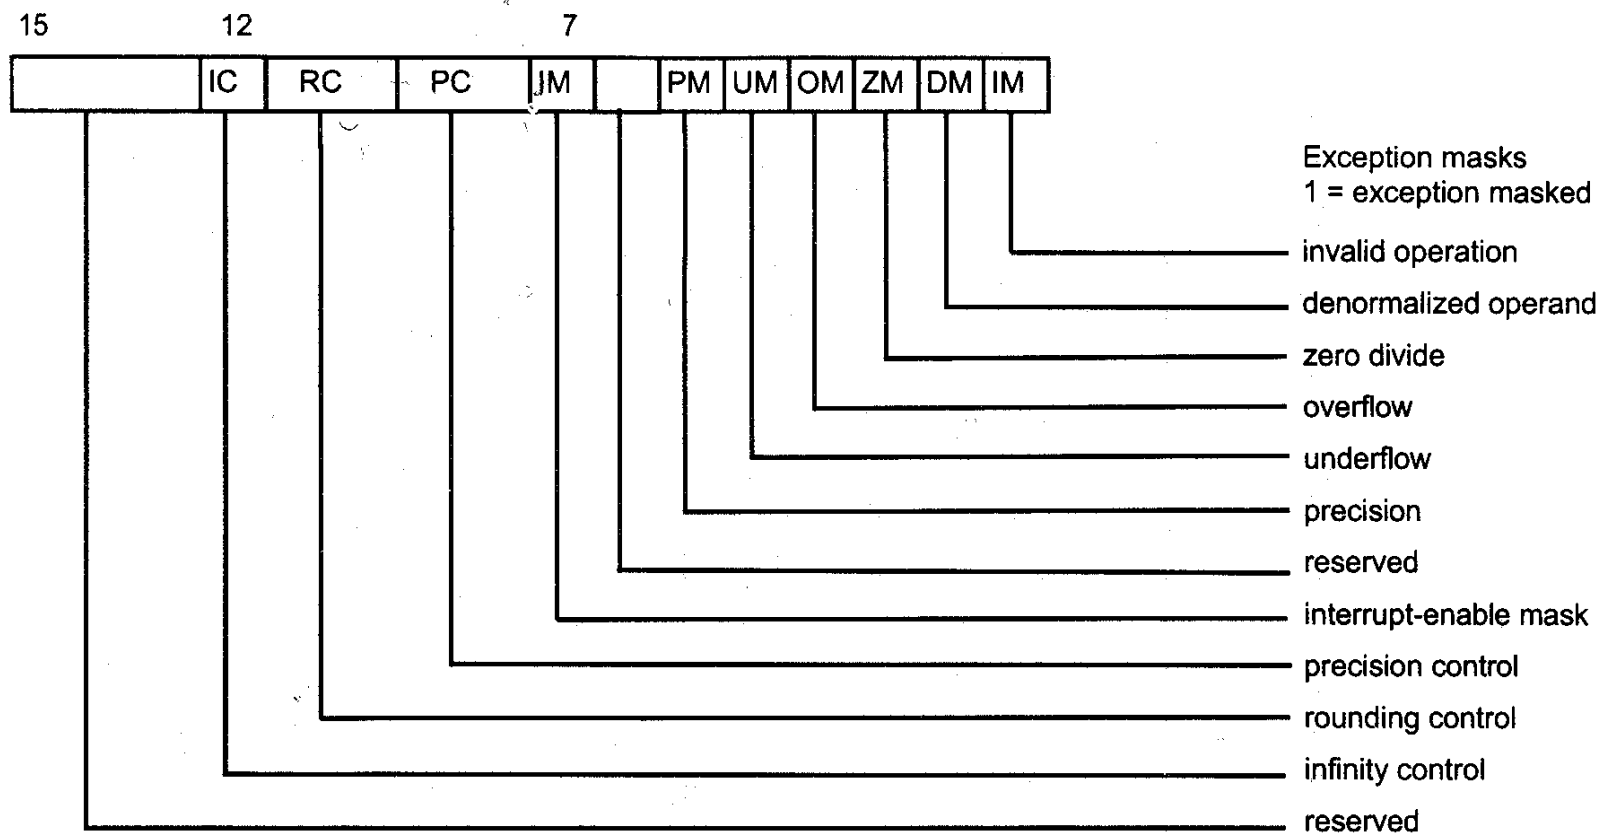 15 12 7
IC RC PC IM PM UM OM ZM DM IM
Exception masks
1 = exception masked
invalid operation
denormalized operand
zero divide
overflow
underflow
precision
reserved
interrupt-enable mask
precision control
rounding control
infinity control
reserved